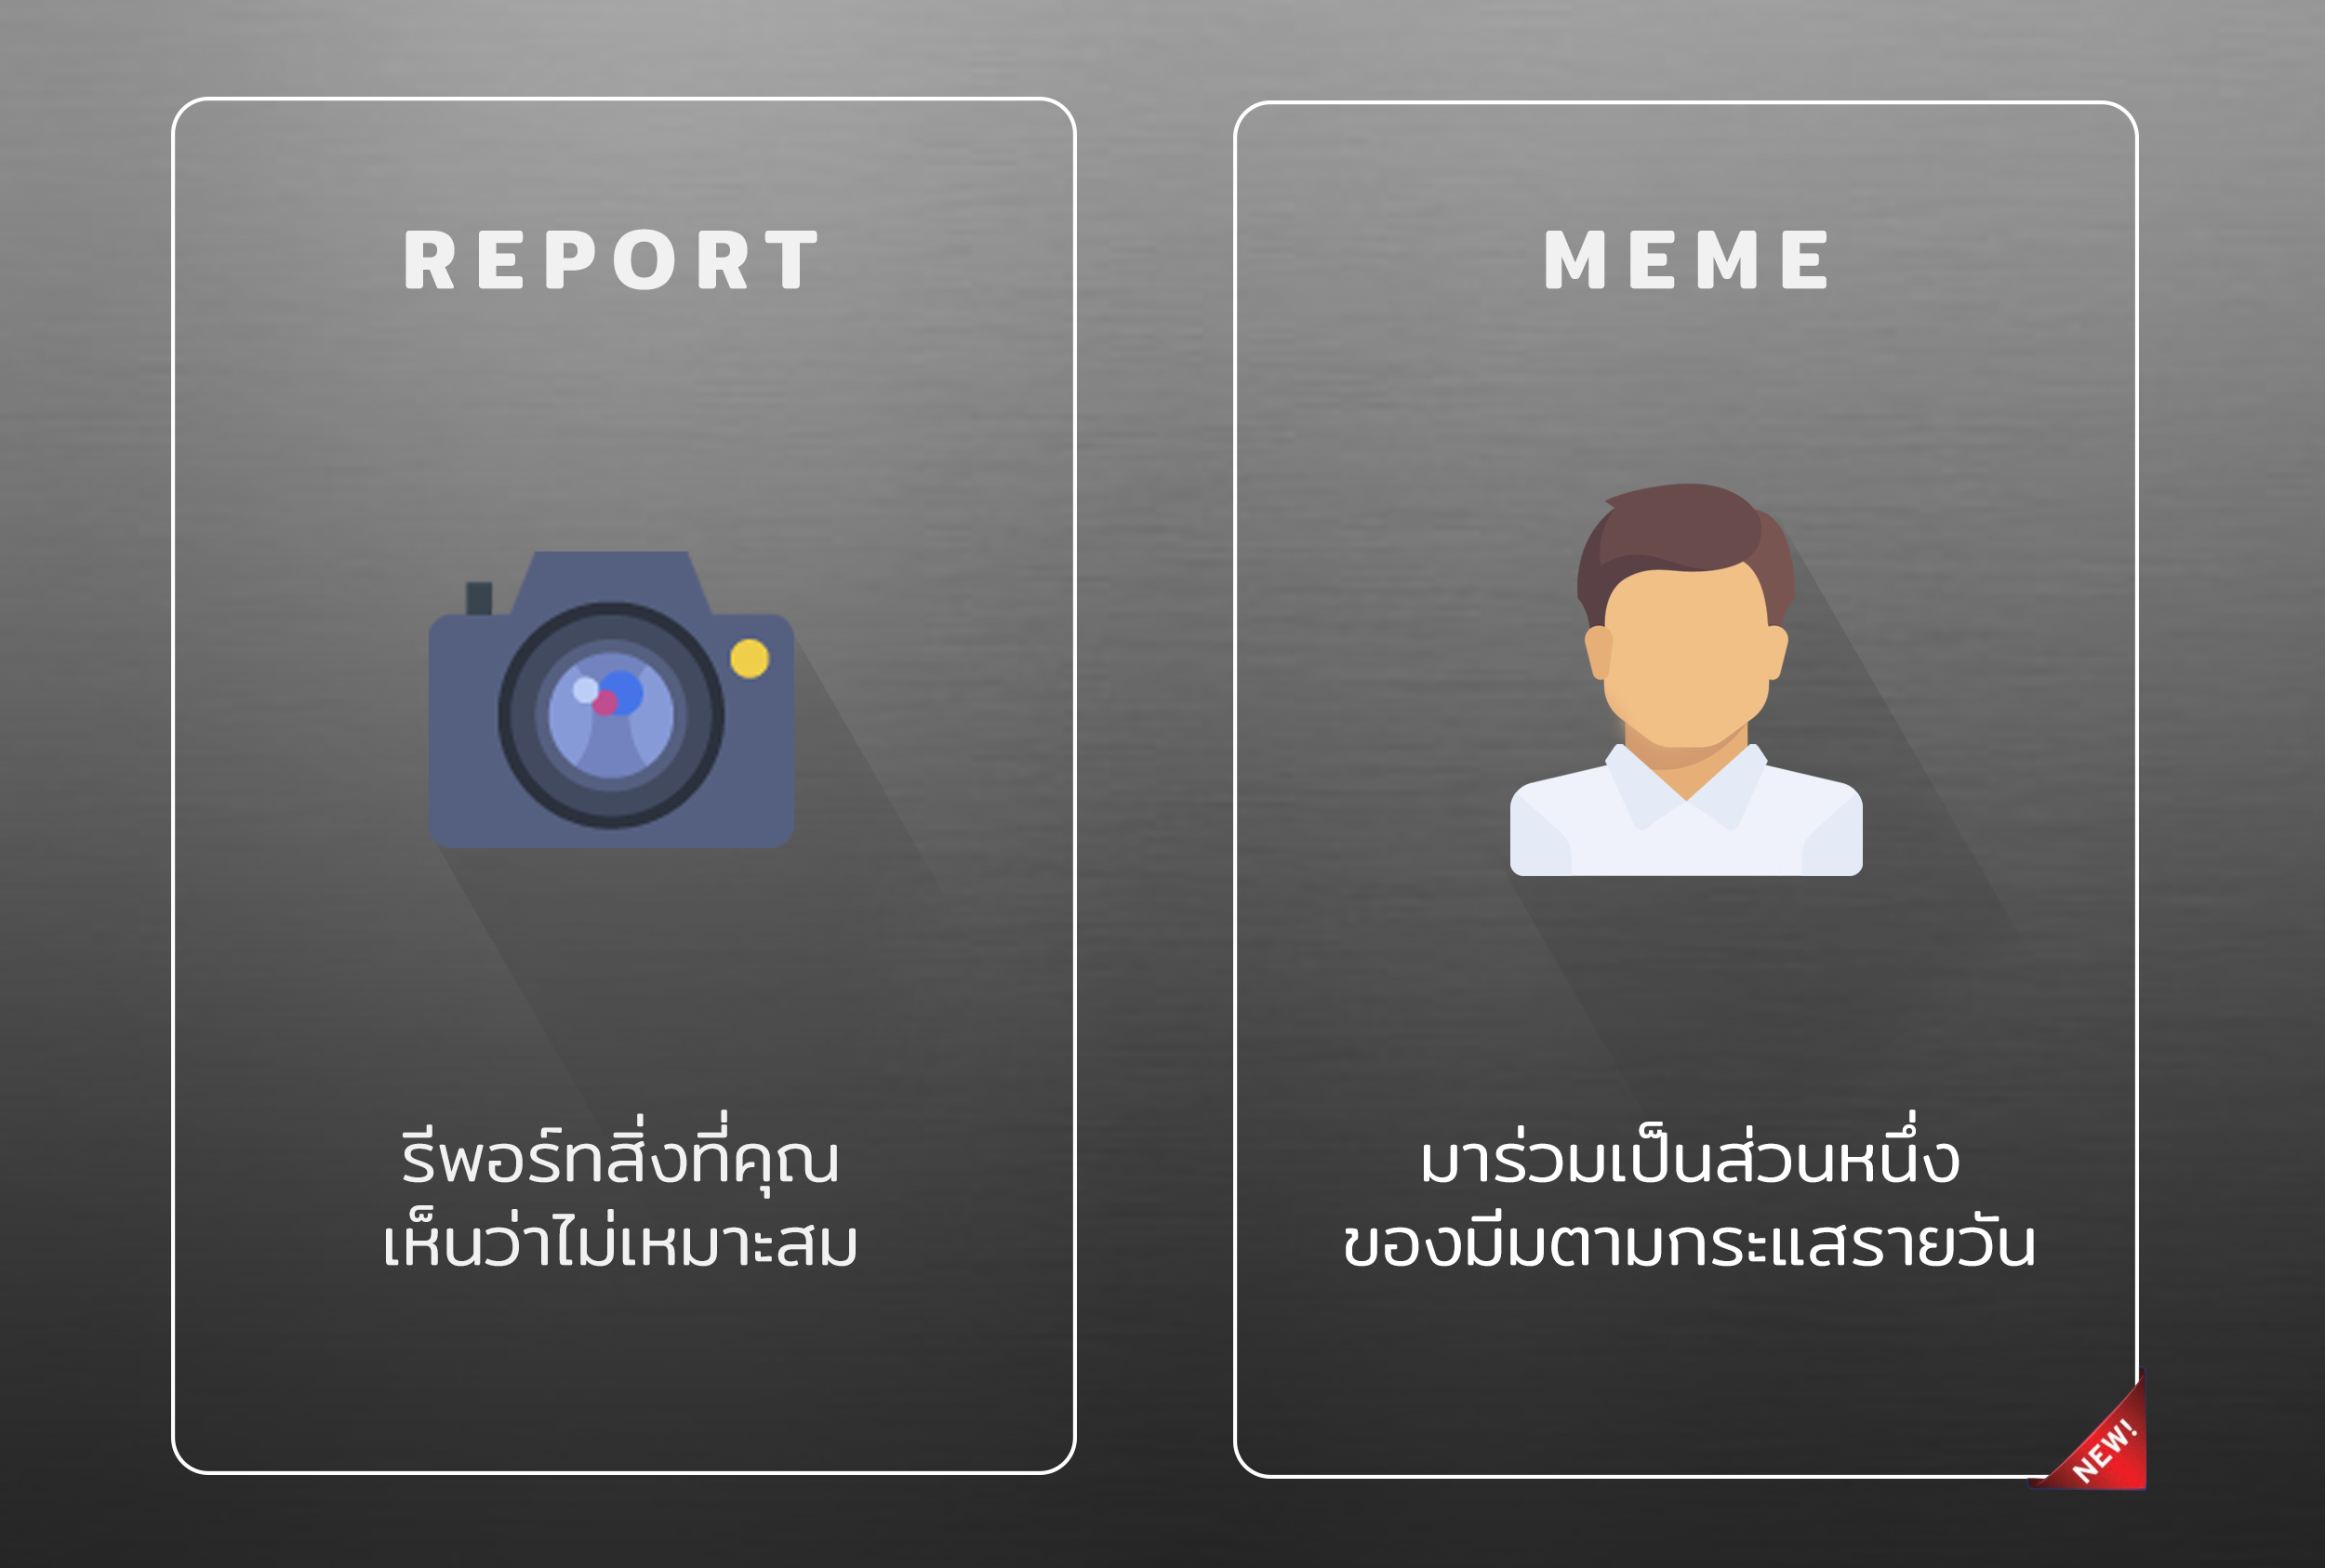 REPORT
รีพอร์ทสิ่งที่คุณ
เห็นว่าไม่เหมาะสม
MEME
มาร่วมเป็นส่วนหนึ่ง
ของมีมตามกระแสรายวัน
NEW!